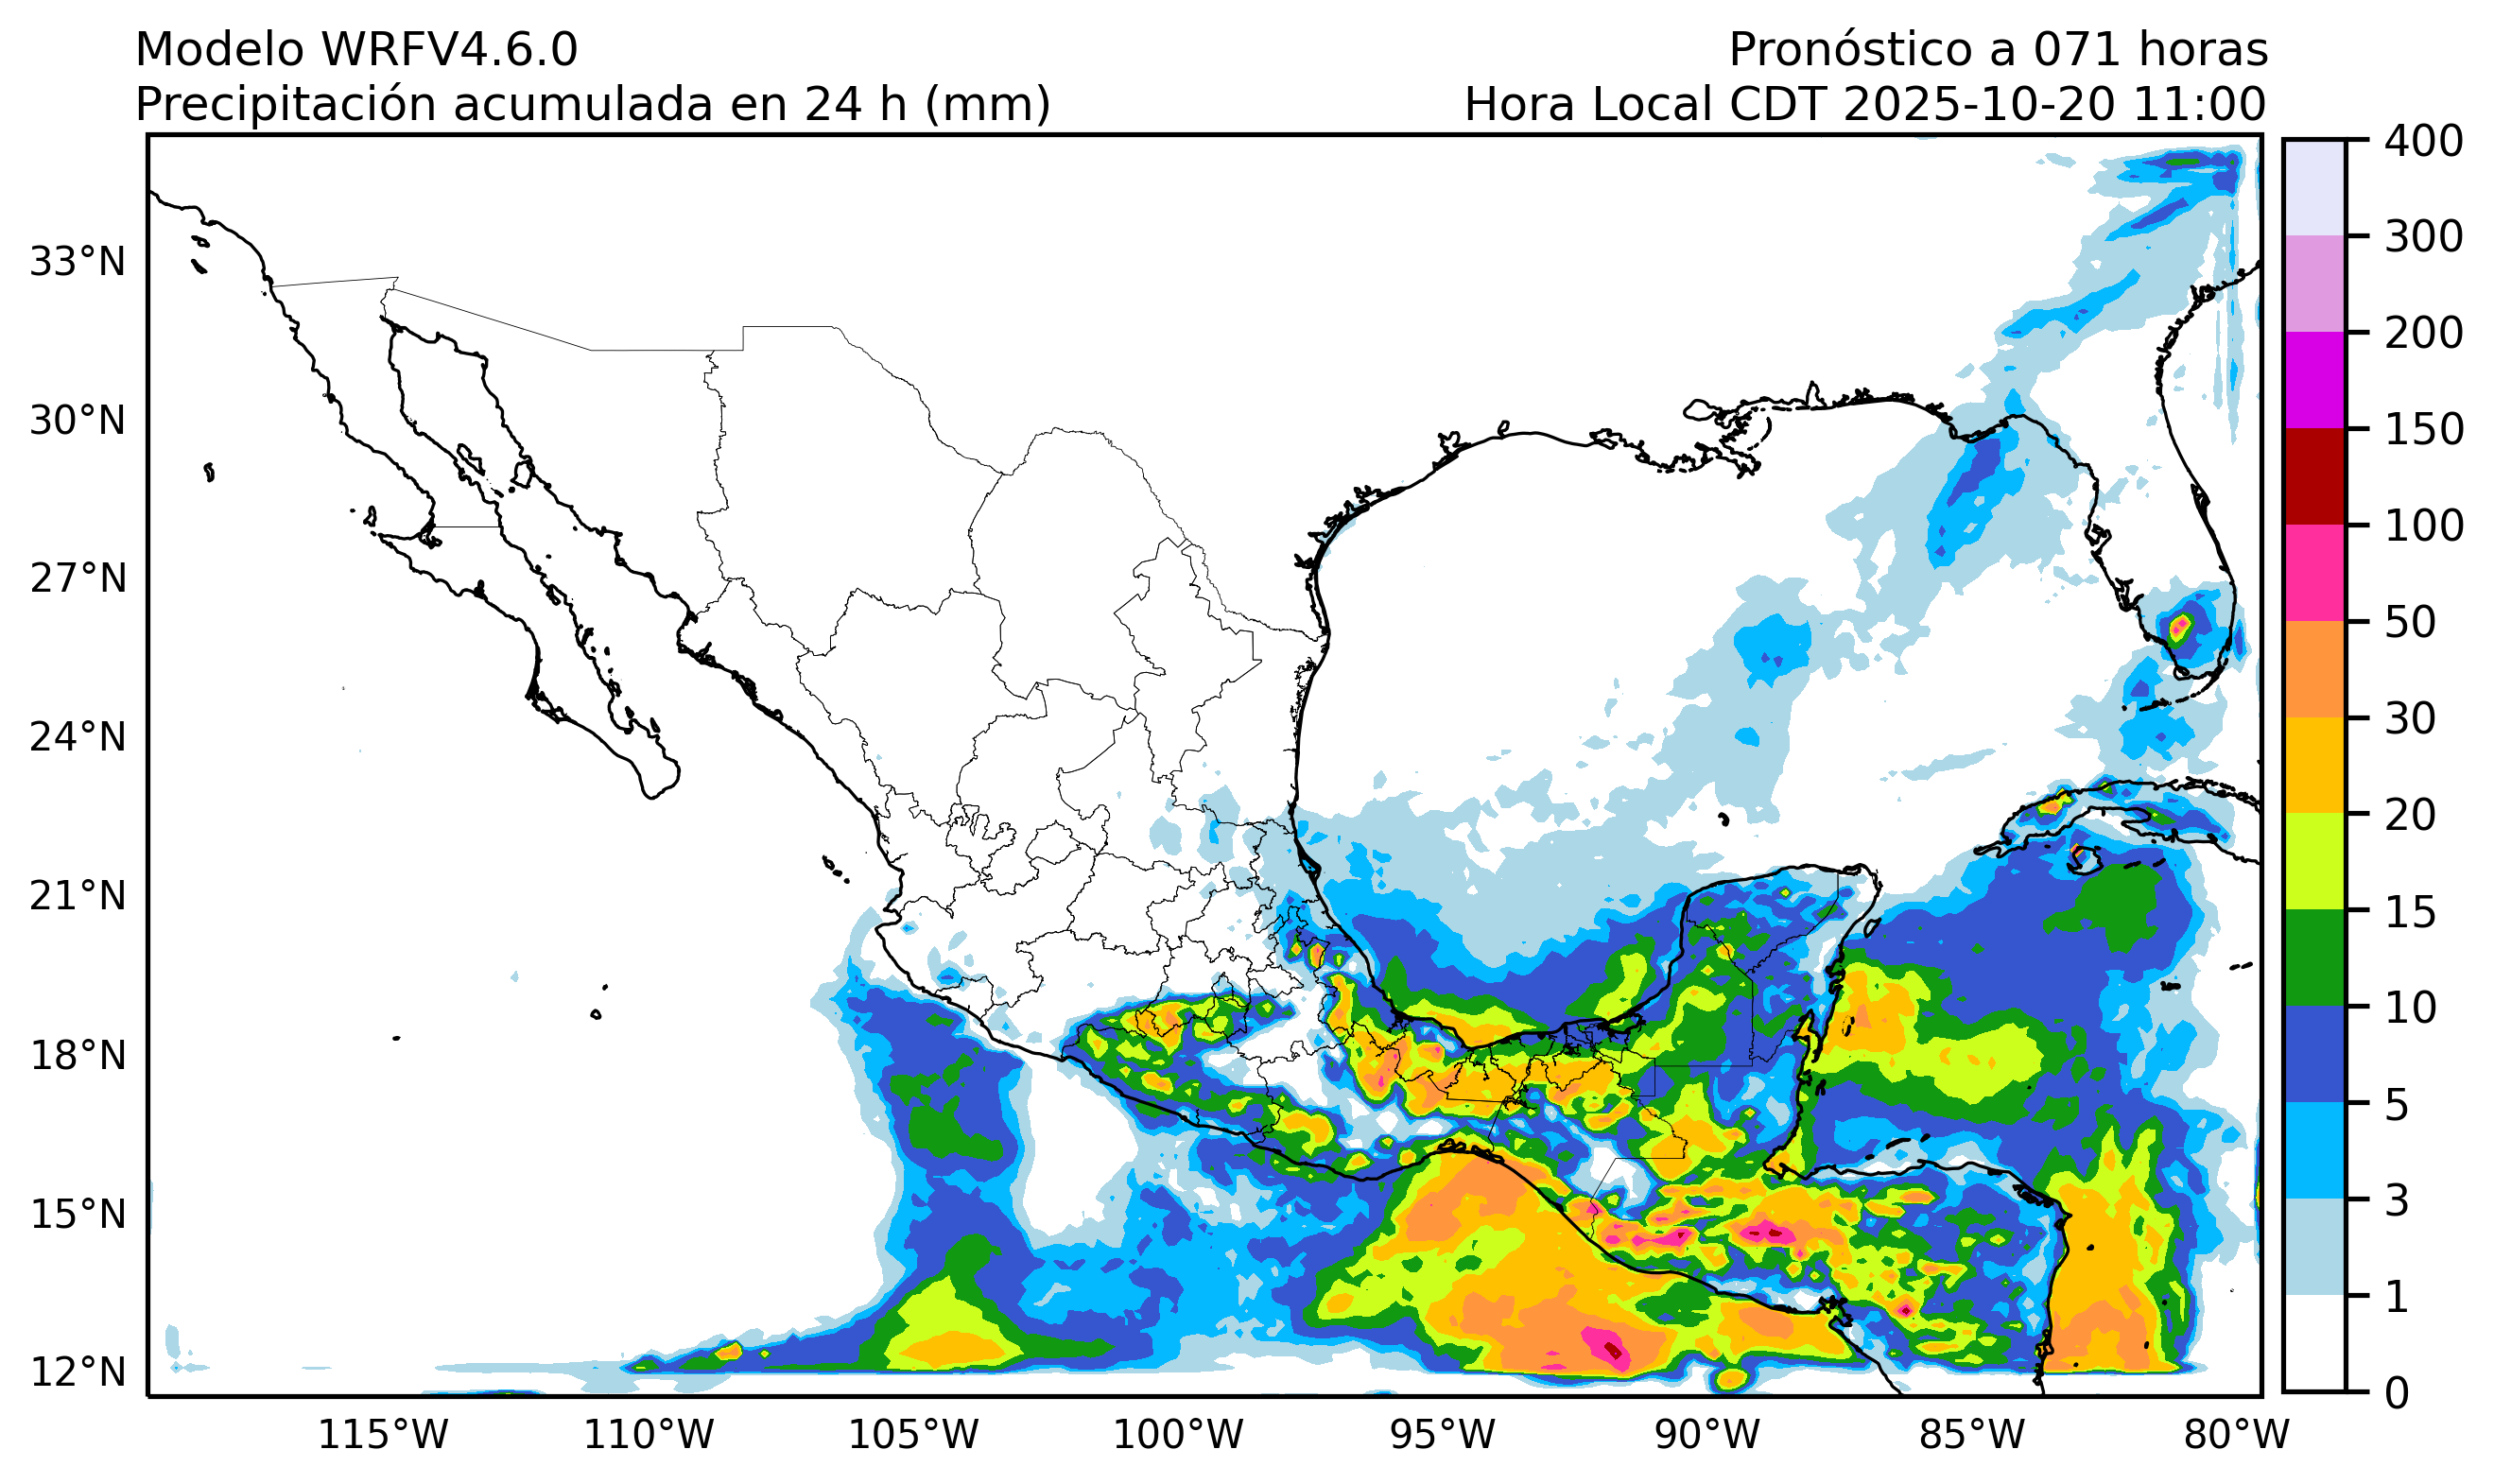 Modelo WRFV4.6.0
Pronóstico a 071 horas
Precipitación acumulada en 24 h (mm)
Hora Local CDT 2025-10-20 11:00
400
300
200
150
100
50
30
20
15
10
5
3
1
0
33°N
30°N
27°N
24°N
21°N
18°N
15°N
12°N
115°W
110°W
105°W
100°W
95°W
90°W
85°W
80°W